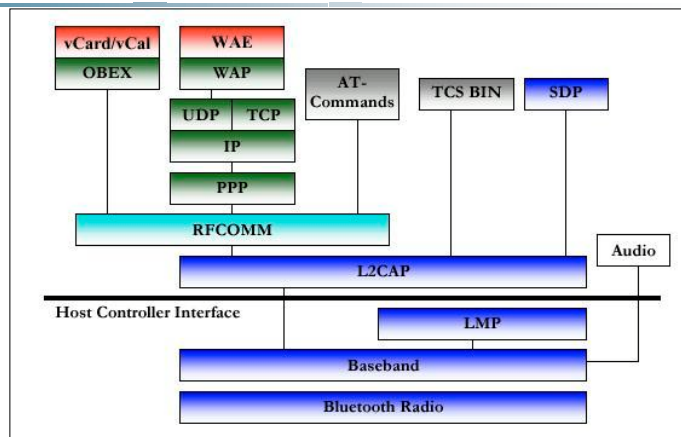 vCard/vCal
OBEX
WAE
WAP
UDP TCP
IP
PPP
AT-
Commands
TCS BIN
SDP
RFCOMM
Audio
L2CAP
Host Controller Interface
LMP
Baseband
Bluetooth Radio